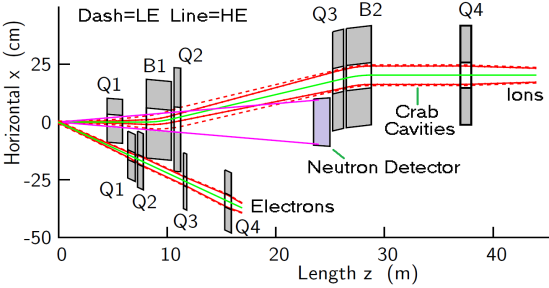 Dash=LE Line=HE
Q3
B2
Q4
Q2
B1
Q1
Horizontal x (cm)
25
0
-25
-50
Ions
Crab
Cavities
Neutron Detector
Q1
Q2
Q3
Q4
Electrons
0
10
20
30
40
Length z (m)